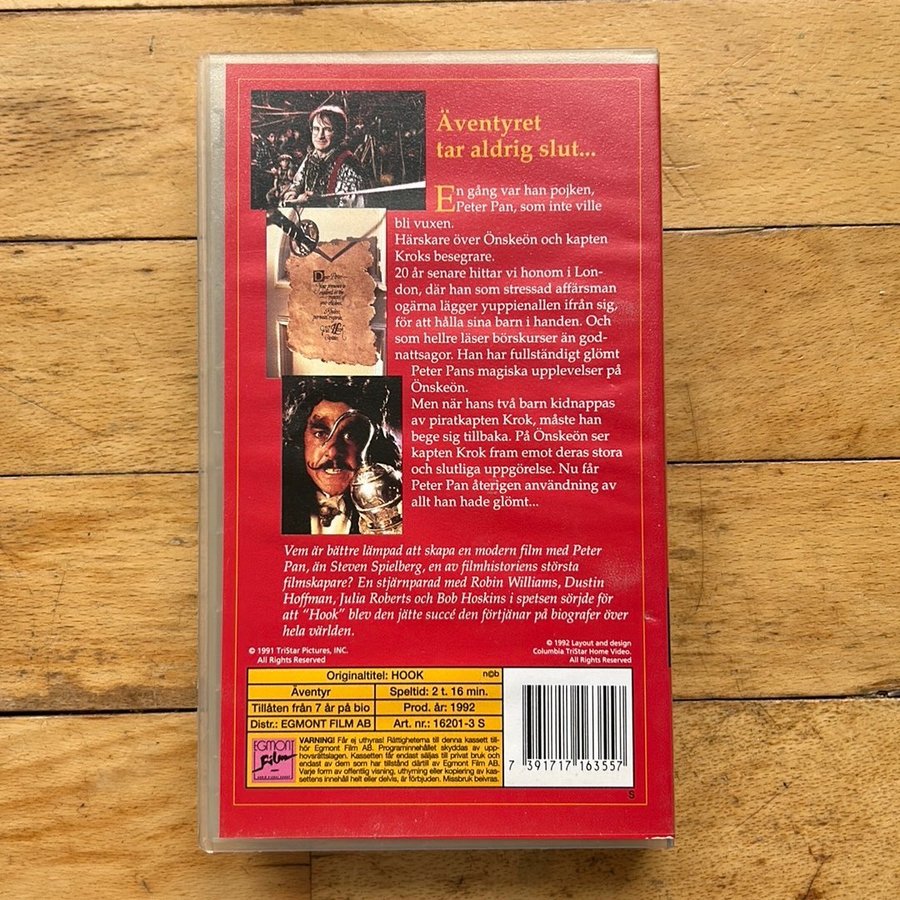 Äventyret
tar aldrig slut...
En gång var han pojken,
Peter Pan, som inte ville
bli vuxen.
Härskare över Önskeön och kapten
Kroks besegrare.
20 år senare hittar vi honom i Lon-
don, där han som stressad affärsman
ogärna lägger yuppienallen ifrån sig,
för att hålla sina barn i handen. Och
som hellre läser börskurser än god-
nattsagor. Han har fullständigt glömt
Peter Pans magiska upplevelser på
Önskeön.
Men när hans två barn kidnappas
av piratkapten Krok, måste han
bege sig tillbaka. På Önskeön ser
kapten Krok fram emot deras stora
och slutliga uppgörelse. Nu får
Peter Pan återigen användning av
allt han hade glömt...
Vem är bättre lämpad att skapa en modern film med Peter
Pan, än Steven Spielberg, en av filmhistoriens största
filmskapare? En stjärnparad med Robin Williams, Dustin
Hoffman, Julia Roberts och Bob Hoskins i spetsen sörjde för
att "Hook" blev den jätte succé den förtjänar på biografer över
hela världen.
© 1991 TriStar Pictures, INC.
All Rights Reserved
© 1992 Layout and design
Columbia TriStar Home Video.
All Rights Reserved
Originaltitel: HOOK
n©b
Äventyr
Speltid: 2 t. 16 min.
Tillåten från 7 år på bio
Prod. år: 1992
Distr.: EGMONT FILM AB
Art. nr.: 16201-3 S
EGMONT
Film
VARNING! Får ej uthyras! Rättigheterna till denna kassett till-
hör Egmont Film AB. Programinnehållet skyddas av upp-
hovsrättslagen. Kassetten får endast säljas till privat bruk och
endast av dem som har tillstånd därtill av Egmont Film AB.
Varje form av offentlig visning, uthyrning eller kopiering av kas-
settens innehåll helt eller delvis, är förbjuden. Missbruk beivras.
7 391717 163557
S